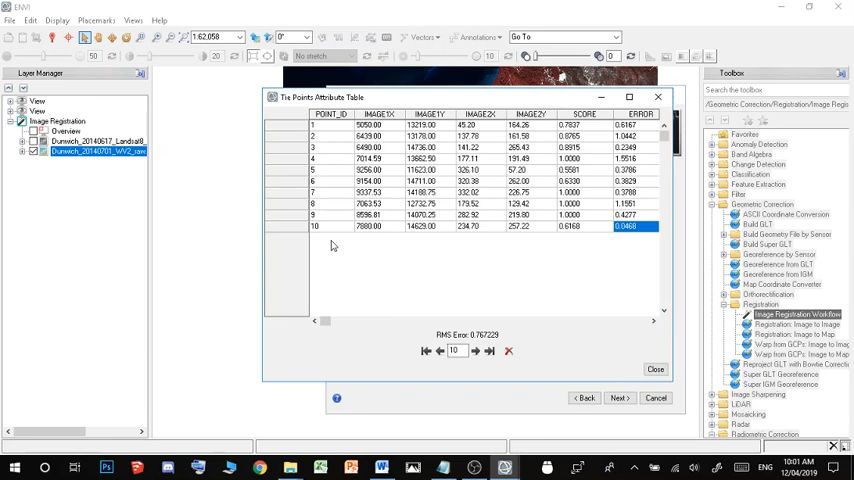 ENVI
File Edit Display Placemarks Views Help
1:62,058 0° Vectors Annotations Go To
50 20 No stretch 10 0
Layer Manager
View
View
Image Registration
Overview
Dunwich_20140617_Landsat8_
Dunwich_20140701_WV2_raw
Tie Points Attribute Table
POINT_ID IMAGE1X IMAGE1Y IMAGE2X IMAGE2Y SCORE ERROR
1 5050.00 13219.00 45.20 164.26 0.7837 0.6167
2 6439.00 13178.00 137.78 161.58 0.8765 1.0442
3 6490.00 14736.00 141.22 265.43 0.8915 0.2349
4 7014.59 13662.50 177.11 191.49 1.0000 1.5516
5 9256.00 11623.00 326.10 57.20 0.5581 0.3786
6 9154.00 14711.00 320.38 262.00 0.6330 0.3829
7 9337.53 14188.75 332.02 226.75 1.0000 0.3788
8 7063.53 12732.75 179.52 129.42 1.0000 1.1551
9 8596.81 14070.25 282.92 219.80 1.0000 0.4277
10 7880.00 14629.00 234.70 257.22 0.6168 0.0468
RMS Error: 0.767229
10
Close
< Back Next > Cancel
Toolbox
Search the toolbox
/Geometric Correction/Registration/Image Regis
Favorites
Anomaly Detection
Band Algebra
Change Detection
Classification
Feature Extraction
Filter
Geometric Correction
ASCII Coordinate Conversion
Build GLT
Build Geometry File by Sensor
Build Super GLT
Georeference by Sensor
Georeference from GLT
Georeference from IGM
Map Coordinate Converter
Orthorectification
Registration
Image Registration Workflow
Registration: Image to Image
Registration: Image to Map
Warp from GCPs: Image to Imag
Warp from GCPs: Image to Map
Reproject GLT with Bowtie Correction
Super GLT Georeference
Super IGM Georeference
Image Sharpening
LiDAR
Mosaicking
Radar
Radiometric Correction
ENG
10:01 AM
12/04/2019